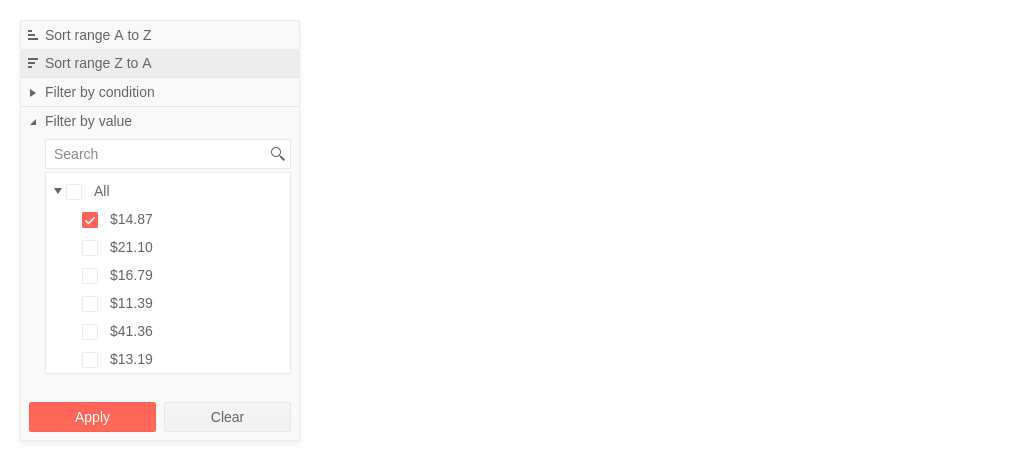 Sort range A to Z
Sort range Z to A
Filter by condition
Filter by value
Search
All
$14.87
$21.10
$16.79
$11.39
$41.36
$13.19
Apply Clear